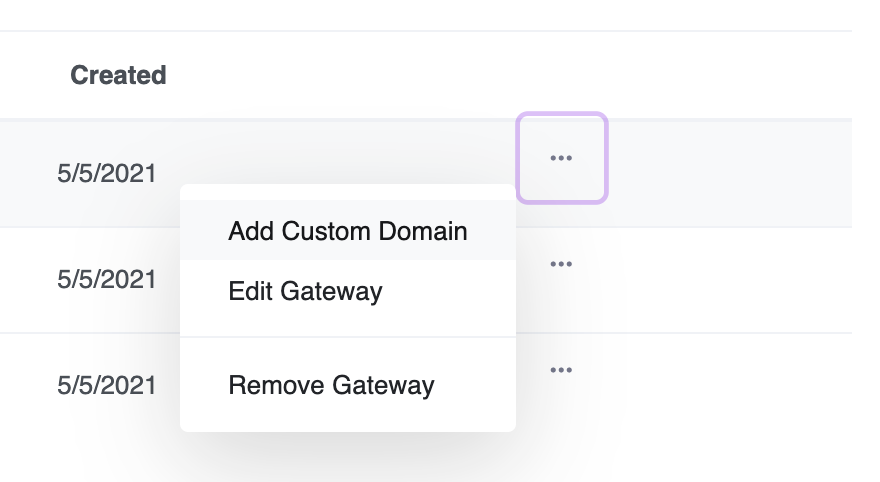 Created
5/5/2021
...
Add Custom Domain
5/5/2021
...
Edit Gateway
5/5/2021
...
Remove Gateway